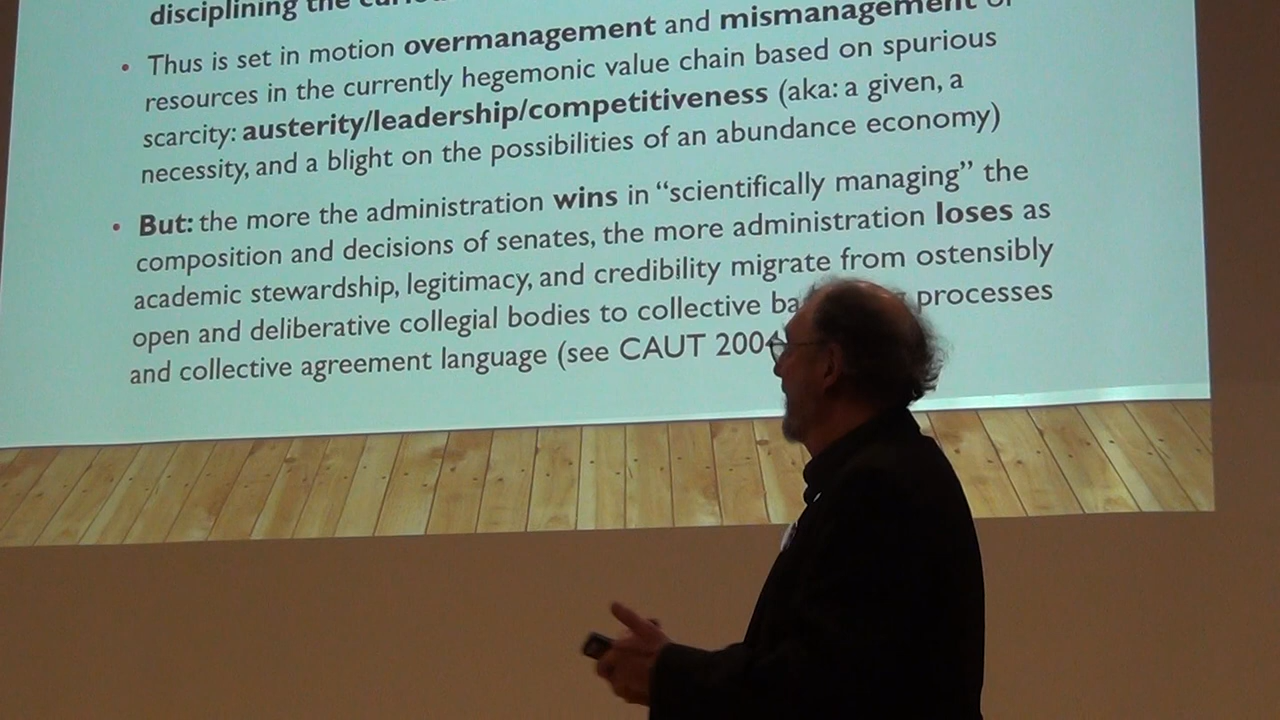 disciplining the
• Thus is set in motion overmanagement and mismanagement of
resources in the currently hegemonic value chain based on spurious
scarcity: austerity/leadership/competitiveness (aka: a given, a
necessity, and a blight on the possibilities of an abundance economy)
• But: the more the administration wins in “scientifically managing” the
composition and decisions of senates, the more administration loses as
academic stewardship, legitimacy, and credibility migrate from ostensibly
open and deliberative collegial bodies to collective processes
and collective agreement language (see CAUT 2004